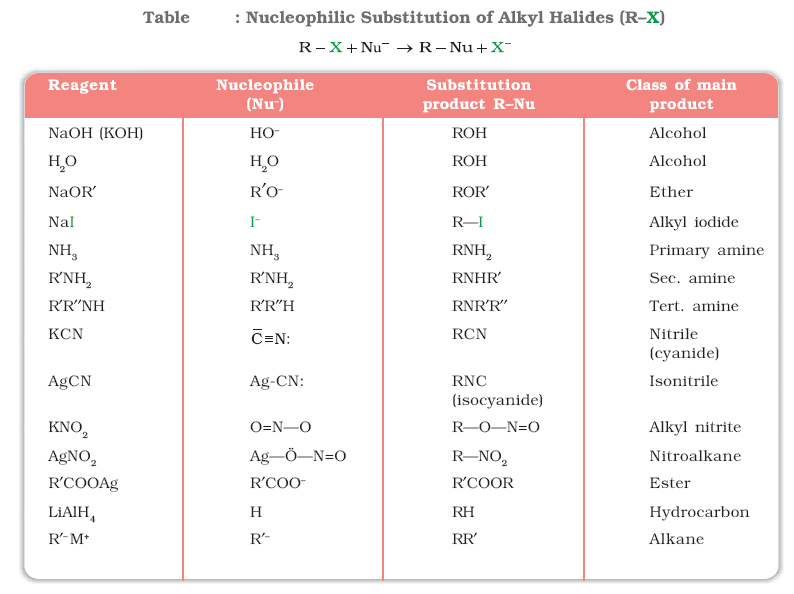 Table : Nucleophilic Substitution of Alkyl Halides (R–X)
R – X + Nu⁻ → R – Nu + X⁻
Reagent Nucleophile (Nu⁻) Substitution product R–Nu Class of main product
NaOH (KOH) HO⁻ ROH Alcohol
H₂O H₂O ROH Alcohol
NaOR′ R′O⁻ ROR′ Ether
NaI I⁻ R—I Alkyl iodide
NH₃ NH₃ RNH₂ Primary amine
R′NH₂ R′NH₂ RNHR′ Sec. amine
R′R″NH R′R″H RNR′R″ Tert. amine
KCN C̅≡N: RCN Nitrile
(cyanide)
AgCN Ag-CN: RNC Isonitrile
(isocyanide)
KNO₂ O=N—O R—O—N=O Alkyl nitrite
AgNO₂ Ag—Ö—N=O R—NO₂ Nitroalkane
R′COOAg R′COO⁻ R′COOR Ester
LiAlH₄ H RH Hydrocarbon
R′⁻M⁺ R′⁻ RR′ Alkane